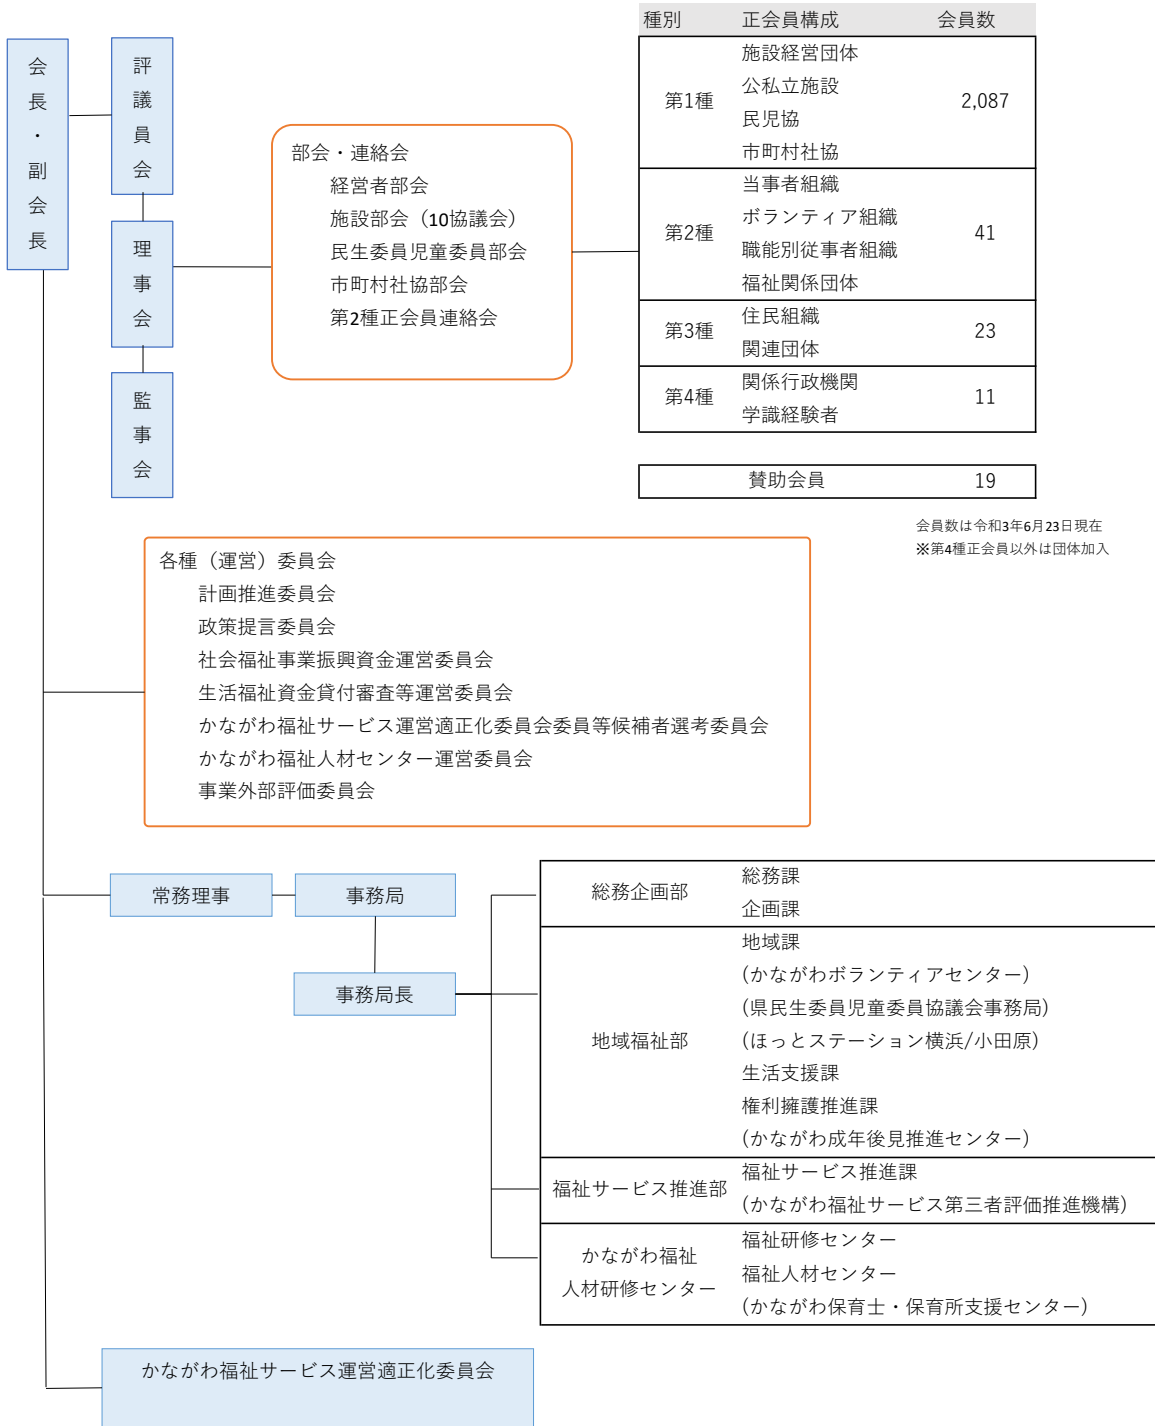 会長・副会長
評議員会
理事会
監事会
部会・連絡会
経営者部会
施設部会（10協議会）
民生委員児童委員部会
市町村社協部会
第2種正会員連絡会
種別 正会員構成 会員数
施設経営団体
公私立施設
第1種 2,087
民児協
市町村社協
当事者組織
ボランティア組織
第2種 41
職能別従事者組織
福祉関係団体
住民組織
第3種 23
関連団体
関係行政機関
第4種 11
学識経験者
賛助会員 19
会員数は令和3年6月23日現在
※第4種正会員以外は団体加入
各種（運営）委員会
計画推進委員会
政策提言委員会
社会福祉事業振興資金運営委員会
生活福祉資金貸付審査等運営委員会
かながわ福祉サービス運営適正化委員会委員等候補者選考委員会
かながわ福祉人材センター運営委員会
事業外部評価委員会
常務理事
事務局
事務局長
総務企画部
総務課
企画課
地域福祉部
地域課
(かながわボランティアセンター)
(県民生委員児童委員協議会事務局)
(ほっとステーション横浜/小田原)
生活支援課
権利擁護推進課
(かながわ成年後見推進センター)
福祉サービス推進部
福祉サービス推進課
(かながわ福祉サービス第三者評価推進機構)
かながわ福祉
人材研修センター
福祉研修センター
福祉人材センター
(かながわ保育士・保育所支援センター)
かながわ福祉サービス運営適正化委員会